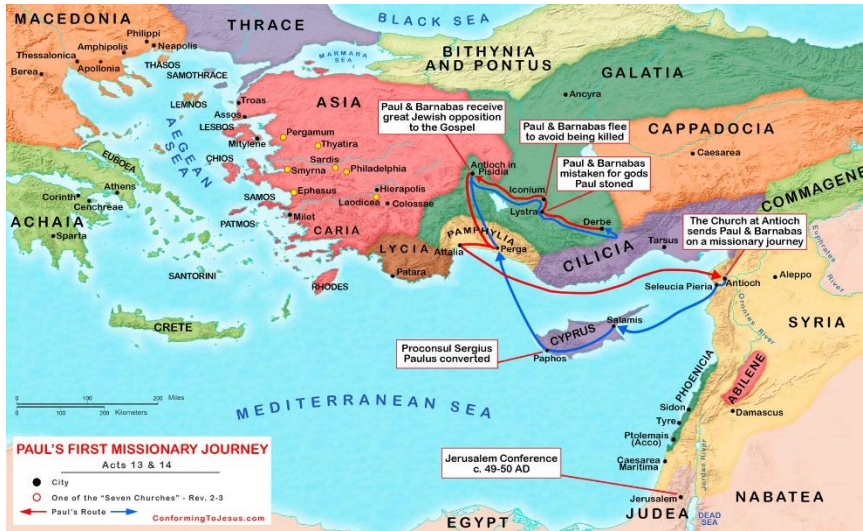 MACEDONIA
THRACE
BLACK SEA
Philippi
Amphipolis
Neapolis
Thessalonica
Apollonia
Berea
THASOS
SAMOTHRACE
MARMARA
SEA
BITHYNIA
AND PONTUS
GALATIA
Ancyra
LEMNOS
Troas
Assos
LESBOS
Mitylene
AEGEAN
SEA
ASIA
Pergamum
Thyatira
Sardis
Smyrna
Philadelphia
Ephesus
Hierapolis
Laodicea
Colossae
Milet
CARIA
Paul & Barnabas receive
great Jewish opposition
to the Gospel
Paul & Barnabas flee
to avoid being killed
Paul & Barnabas
mistaken for gods
Paul stoned
CAPPADOCIA
Caesarea
COMMAGENE
EUBOEA
CHIOS
Athens
Corinth
Cenchreae
ACHAIA
Sparta
SAMOS
PATMOS
SANTORINI
RHODES
CRETE
Antioch in
Pisidia
Iconium
Lystra
Derbe
PAMPHYLIA
LYCIA
Attalia
Perga
Patara
CILICIA
Tarsus
The Church at Antioch
sends Paul & Barnabas
on a missionary journey
Euphrates
River
Seleucia Pieria
Antioch
Aleppo
Orontes River
SYRIA
CYPRUS
Salamis
Paphos
Proconsul Sergius
Paulus converted
MEDITERRANEAN SEA
PHOENICIA
ABILENE
Sidon
Damascus
Tyre
Ptolemais
(Acco)
Caesarea
Maritima
Jordan River
Jerusalem Conference
c. 49-50 AD
Jerusalem
JUDEA
DEAD
SEA
NABATEA
EGYPT
0 100 200
Miles
0 100 200
Kilometers
PAUL'S FIRST MISSIONARY JOURNEY
Acts 13 & 14
City
One of the "Seven Churches" - Rev. 2-3
Paul's Route
ConformingToJesus.com